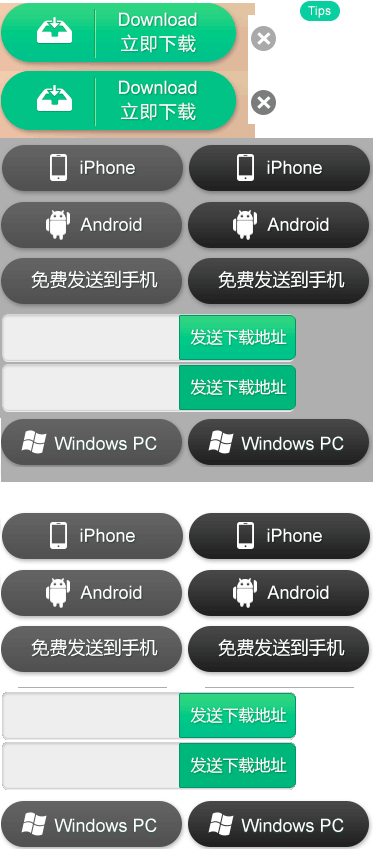 Tips
Download
立即下载
Download
立即下载
iPhone
iPhone
Android
Android
免费发送到手机
免费发送到手机
发送下载地址
发送下载地址
Windows PC
Windows PC
iPhone
iPhone
Android
Android
免费发送到手机
免费发送到手机
发送下载地址
发送下载地址
Windows PC
Windows PC